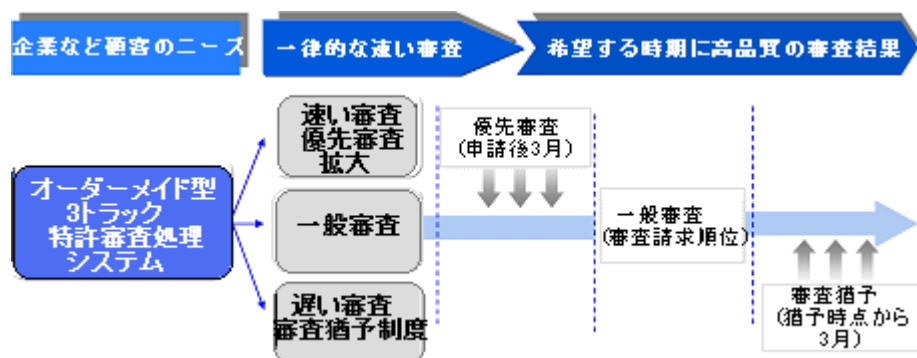 企業など顧客のニーズ
一律的な速い審査
希望する時期に高品質の審査結果
オーダーメイド型
3トラック
特許審査処理
システム
速い審査
優先審査
拡大
一般審査
遅い審査
審査猶予制度
優先審査
(申請後3月)
一般審査
(審査請求順位)
審査猶予
(猶予時点から
3月)